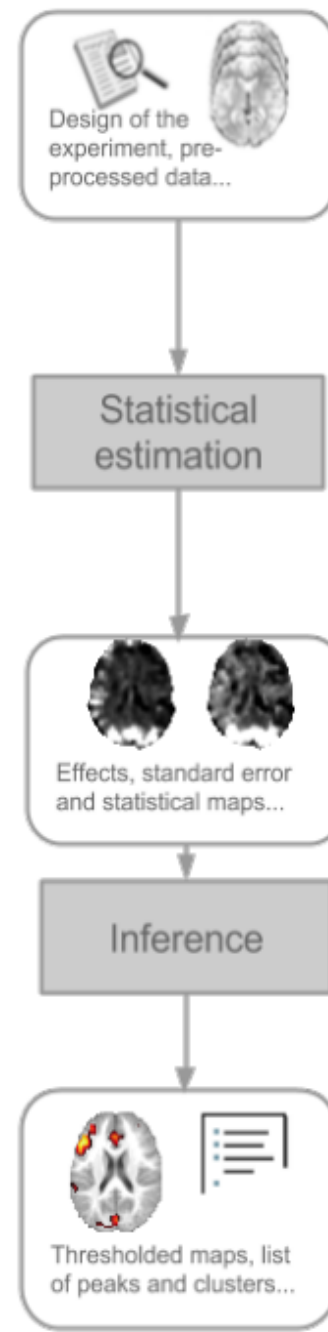 Design of the
experiment, pre-
processed data...
Statistical
estimation
Effects, standard error
and statistical maps...
Inference
Thresholded maps, list
of peaks and clusters...